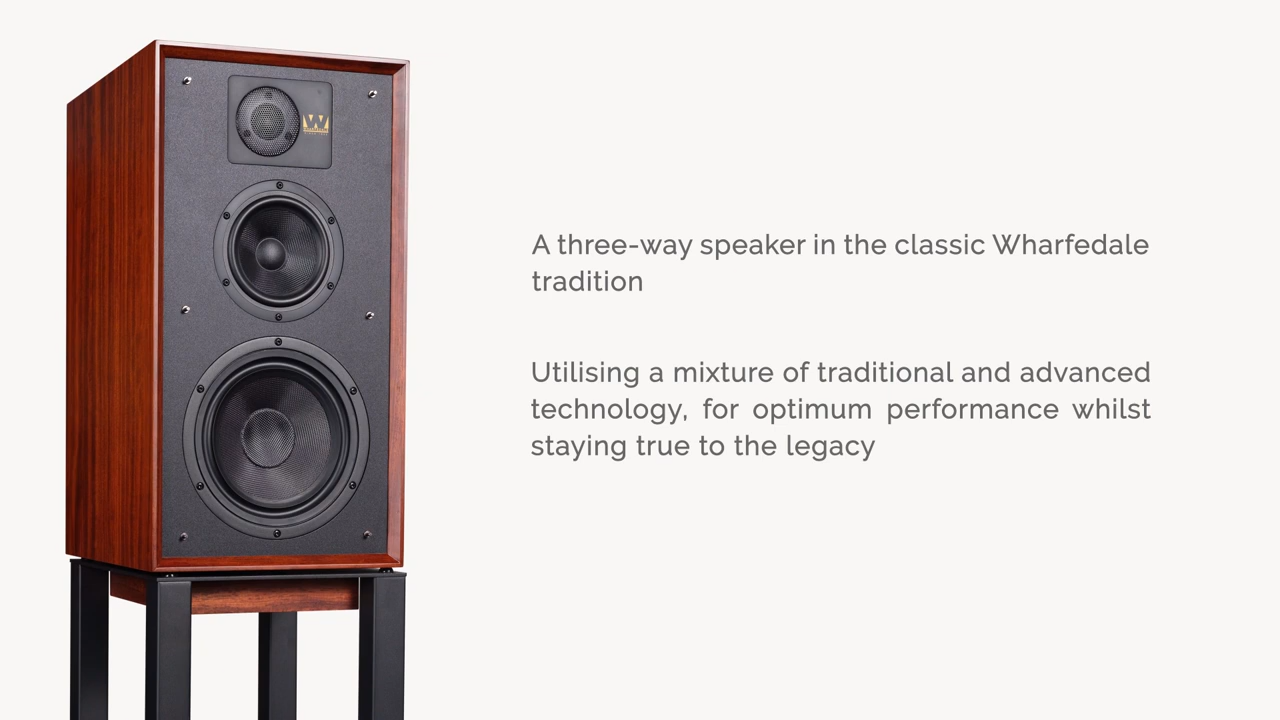 W
A three-way speaker in the classic Wharfedale
tradition
Utilising a mixture of traditional and advanced
technology, for optimum performance whilst
staying true to the legacy